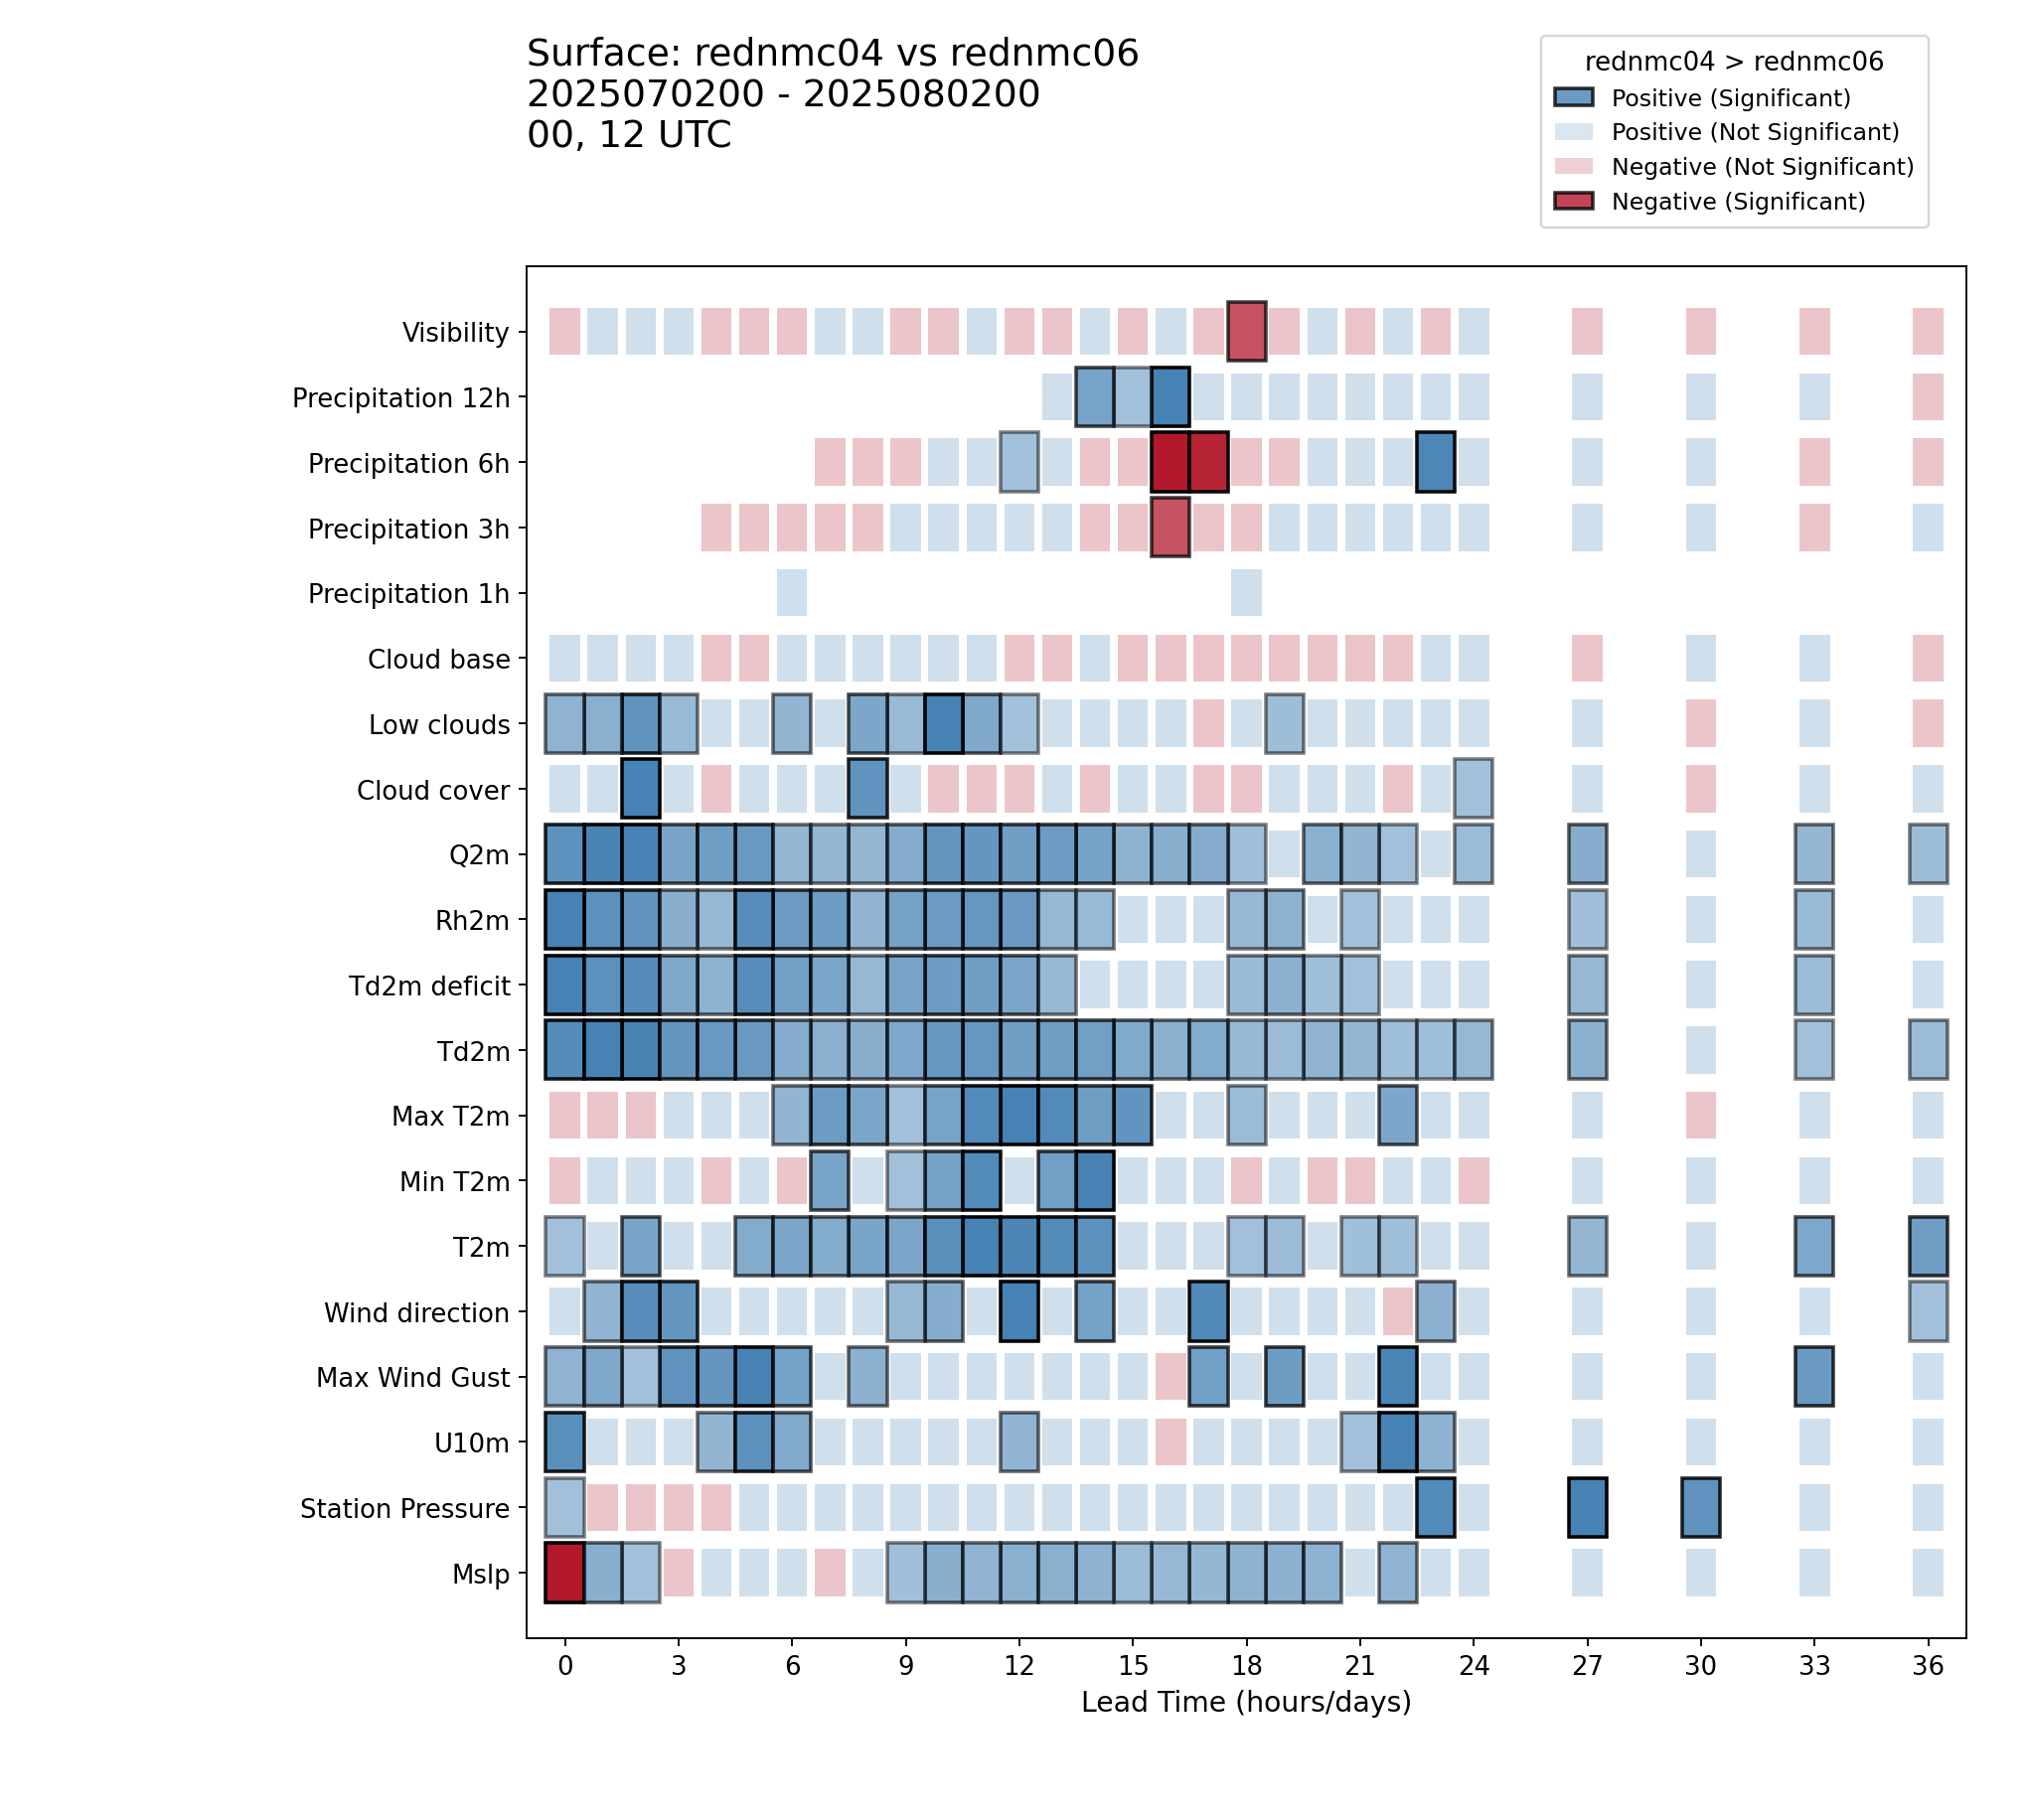 Surface: rednmc04 vs rednmc06
2025070200 - 2025080200
00, 12 UTC
rednmc04 > rednmc06
Positive (Significant)
Positive (Not Significant)
Negative (Not Significant)
Negative (Significant)
Visibility
Precipitation 12h
Precipitation 6h
Precipitation 3h
Precipitation 1h
Cloud base
Low clouds
Cloud cover
Q2m
Rh2m
Td2m deficit
Td2m
Max T2m
Min T2m
T2m
Wind direction
Max Wind Gust
U10m
Station Pressure
Mslp
0 3 6 9 12 15 18 21 24 27 30 33 36
Lead Time (hours/days)